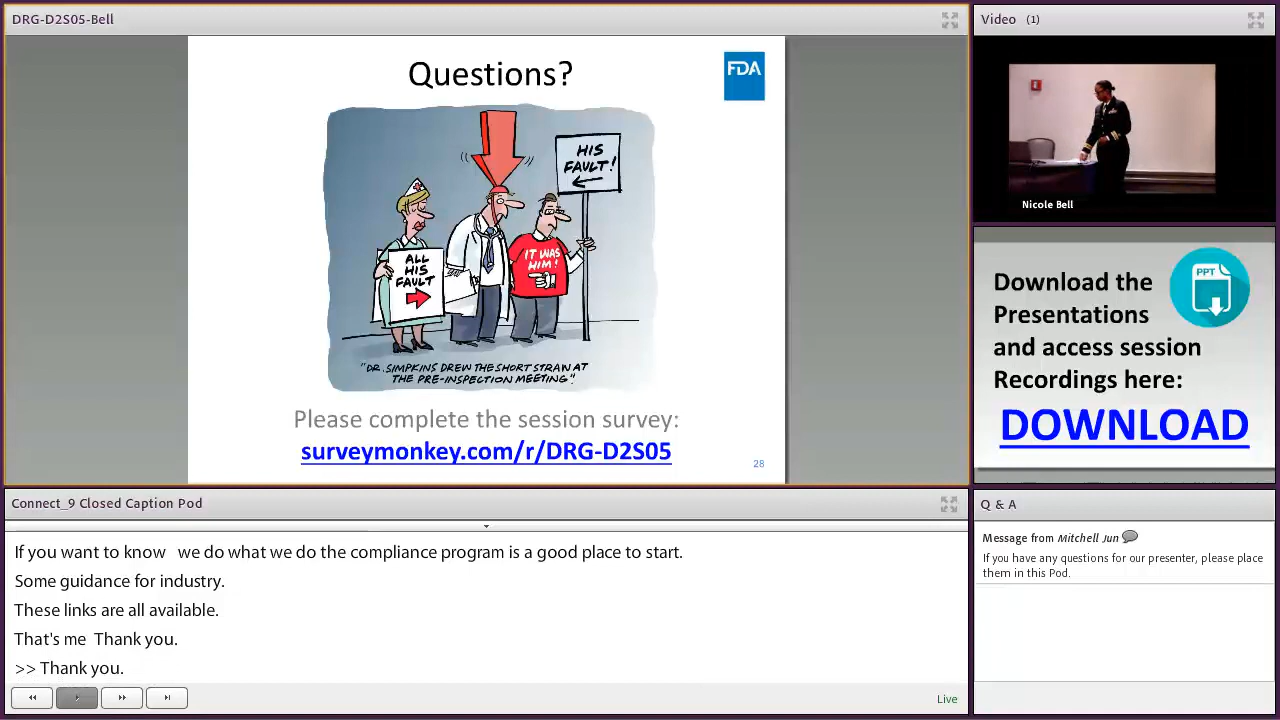 DRG-D2S05-Bell
Questions?
FDA
HIS
FAULT!
ALL
HIS
FAULT
IT WAS
HIM!
"DR. SIMPKINS DREW THE SHORT STRAW AT
THE PRE-INSPECTION MEETING".
Please complete the session survey:
surveymonkey.com/r/DRG-D2S05
28
Video (1)
Nicole Bell
PPT
Download the
Presentations
and access session
Recordings here:
DOWNLOAD
Connect_9 Closed Caption Pod
If you want to know we do what we do the compliance program is a good place to start.
Some guidance for industry.
These links are all available.
That's me Thank you.
>> Thank you.
Live
Q & A
Message from Mitchell Jun
If you have any questions for our presenter, please place
them in this Pod.